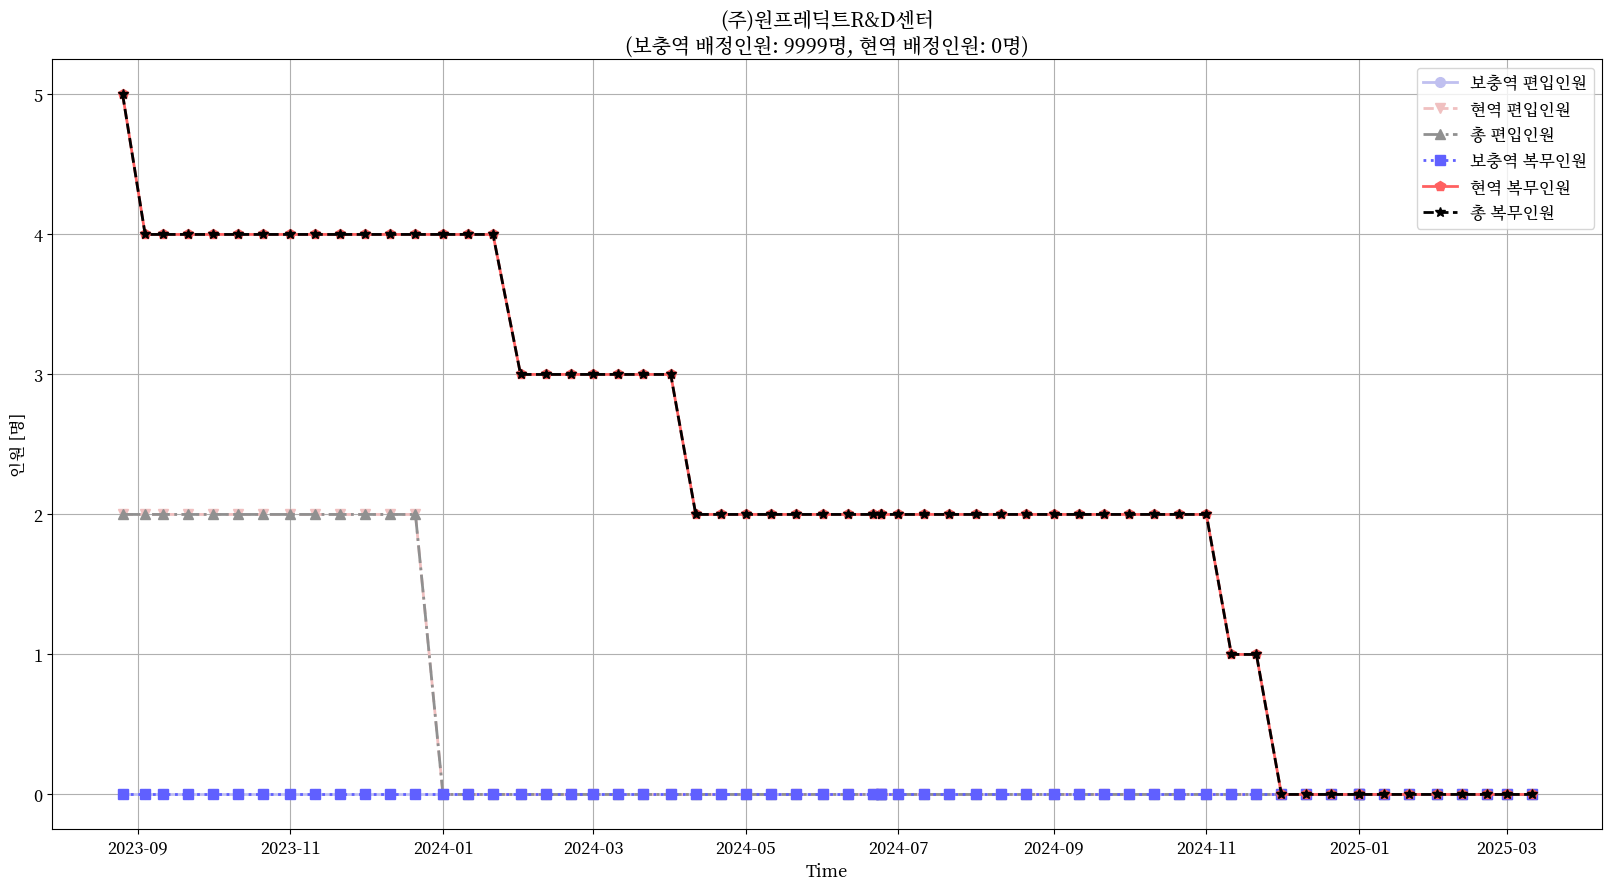 (주)원프레딕트R&D센터
(보충역 배정인원: 9999명, 현역 배정인원: 0명)
보충역 편입인원
현역 편입인원
총 편입인원
보충역 복무인원
현역 복무인원
총 복무인원
인원 [명]
5
4
3
2
1
0
2023-09
2023-11
2024-01
2024-03
2024-05
2024-07
2024-09
2024-11
2025-01
2025-03
Time